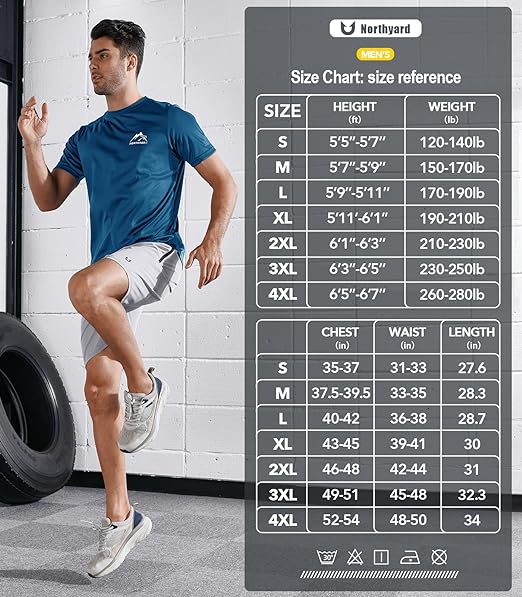 Northyard
MEN'S
Size Chart: size reference
SIZE HEIGHT (ft) WEIGHT (lb)
S 5'5"-5'7" 120-140lb
M 5'7"-5'9" 150-170lb
L 5'9"-5'11" 170-190lb
XL 5'11'-6'1" 190-210lb
2XL 6'1"-6'3" 210-230lb
3XL 6'3"-6'5" 230-250lb
4XL 6'5"-6'7" 260-280lb
CHEST (in) WAIST (in) LENGTH (in)
S 35-37 31-33 27.6
M 37.5-39.5 33-35 28.3
L 40-42 36-38 28.7
XL 43-45 39-41 30
2XL 46-48 42-44 31
3XL 49-51 45-48 32.3
4XL 52-54 48-50 34
30°